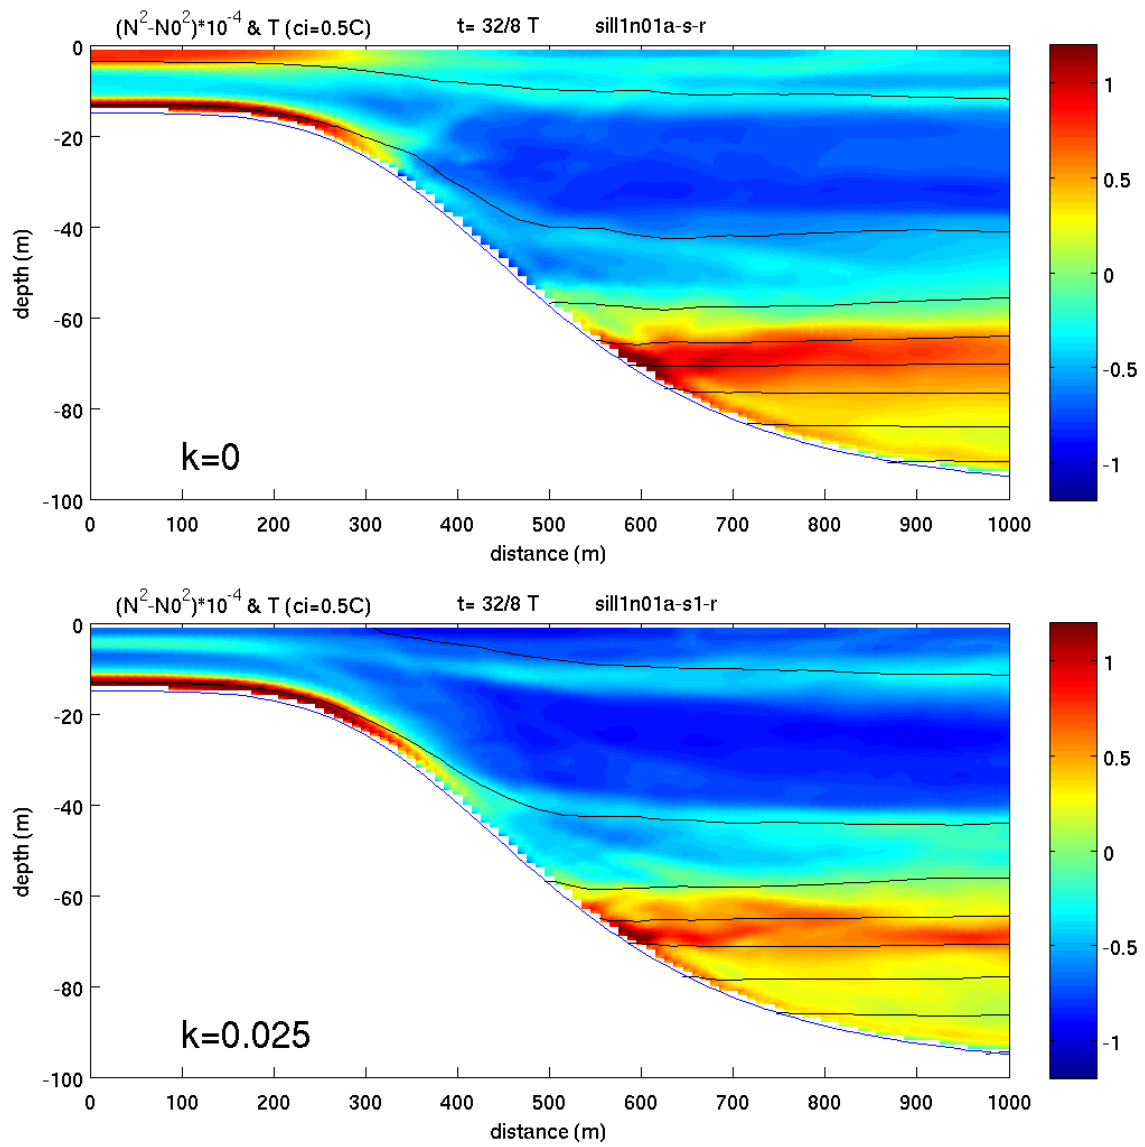 (N²-N0²)*10⁻⁴ & T (ci=0.5C) t= 32/8 T sill1n01a-s-r
0
-20
-40
-60
-80
-100
depth (m)
k=0
0 100 200 300 400 500 600 700 800 900 1000
distance (m)
1
0.5
0
-0.5
-1
(N²-N0²)*10⁻⁴ & T (ci=0.5C) t= 32/8 T sill1n01a-s1-r
0
-20
-40
-60
-80
-100
depth (m)
k=0.025
0 100 200 300 400 500 600 700 800 900 1000
distance (m)
1
0.5
0
-0.5
-1